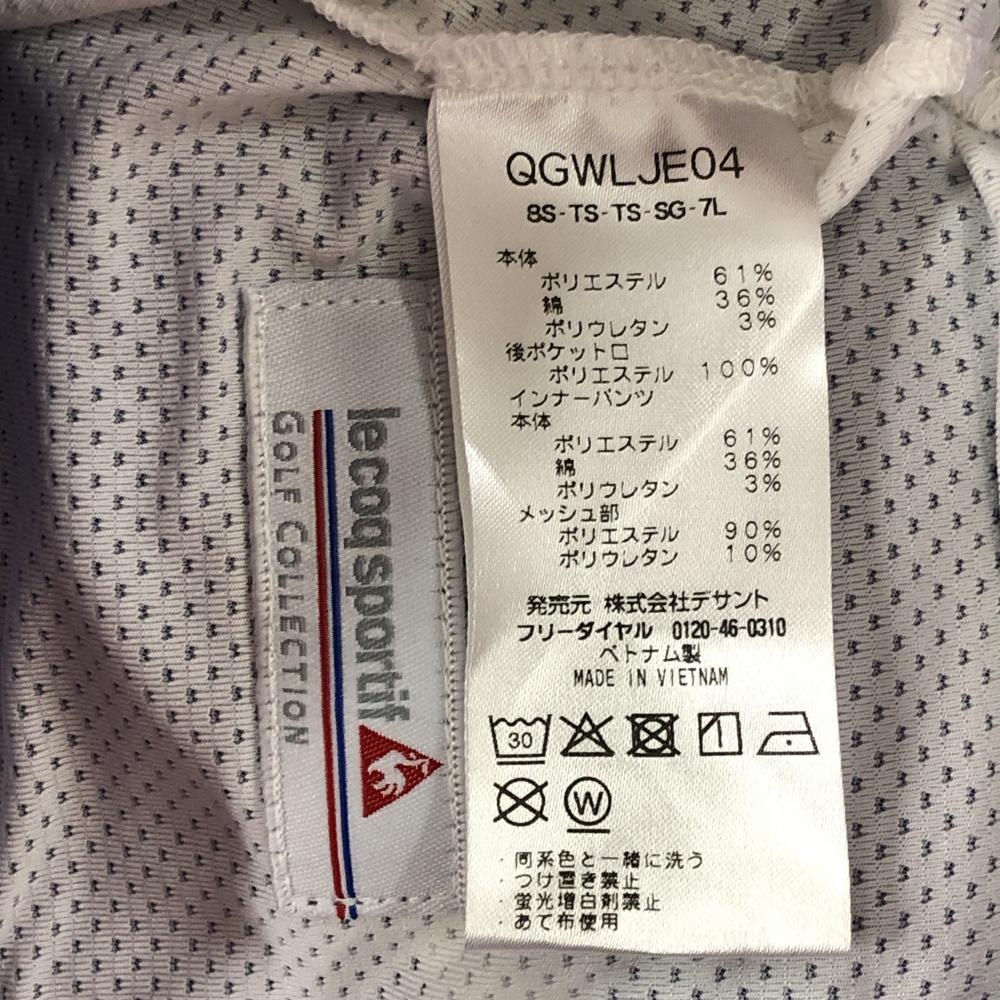 QGWLJE04
8S-TS-TS-SG-7L
本体
ポリエステル 61%
綿 36%
ポリウレタン 3%
後ポケット口
ポリエステル 100%
インナーパンツ
本体
ポリエステル 61%
綿 36%
ポリウレタン 3%
メッシュ部
ポリエステル 90%
ポリウレタン 10%
発売元 株式会社デサント
フリーダイヤル 0120-46-0310
ベトナム製
MADE IN VIETNAM
30
W
・同系色と一緒に洗う
・つけ置き禁止
・蛍光増白剤禁止
・あて布使用
lecoqsportif
GOLF COLLECTION